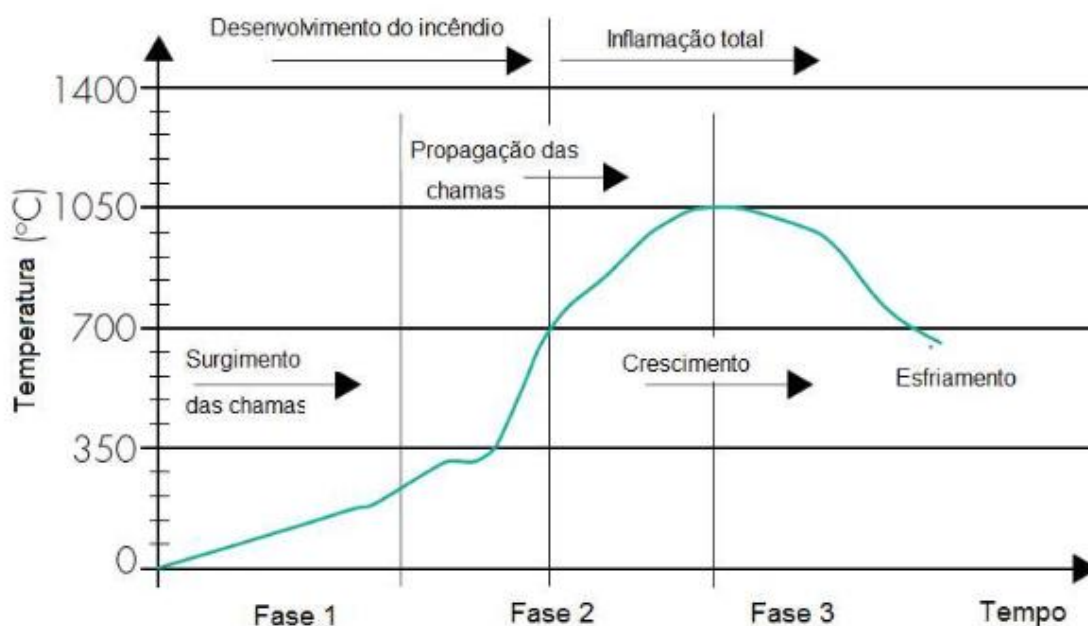 Desenvolvimento do incêndio
Inflamação total
1400
Propagação das
chamas
1050
Temperatura (°C)
700
Surgimento
das chamas
Crescimento
Esfriamento
350
0
Fase 1
Fase 2
Fase 3
Tempo